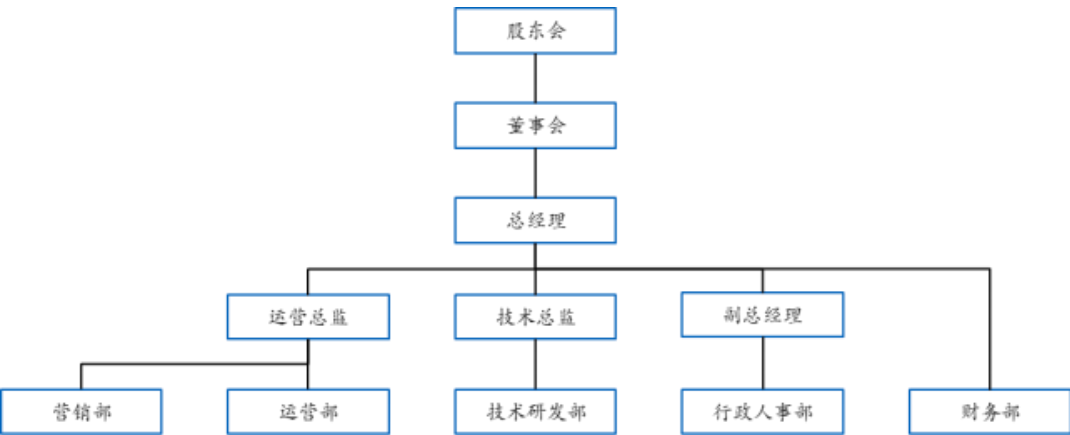 股东会
董事会
总经理
运营总监
技术总监
副总经理
营销部
运营部
技术研发部
行政人事部
财务部